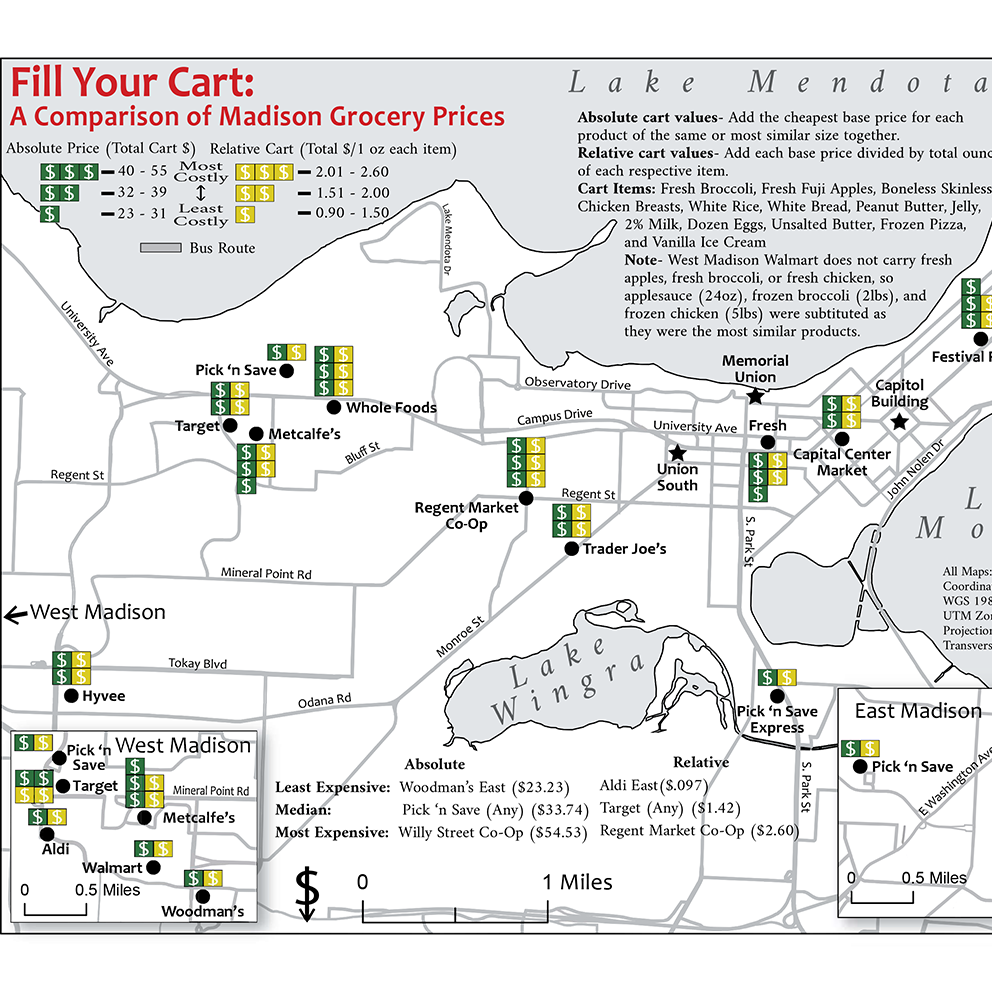 Fill Your Cart:
A Comparison of Madison Grocery Prices
Absolute Price (Total Cart $) Relative Cart (Total $/1 oz each item)
$ $ $ 40 - 55 Most Costly $ $ $ 2.01 - 2.60
$ $ 32 - 39 $ $ 1.51 - 2.00
$ 23 - 31 Least Costly $ 0.90 - 1.50
Bus Route
Lake Mendota
Absolute cart values- Add the cheapest base price for each
product of the same or most similar size together.
Relative cart values- Add each base price divided by total ounc
of each respective item.
Cart Items: Fresh Broccoli, Fresh Fuji Apples, Boneless Skinless
Chicken Breasts, White Rice, White Bread, Peanut Butter, Jelly,
2% Milk, Dozen Eggs, Unsalted Butter, Frozen Pizza,
and Vanilla Ice Cream
Note- West Madison Walmart does not carry fresh
apples, fresh broccoli, or fresh chicken, so
applesauce (24oz), frozen broccoli (2lbs), and
frozen chicken (5lbs) were subtituted as
they were the most similar products.
Lake Mendota Dr
University Ave
Festival F
Memorial
Union
Pick 'n Save
Observatory Drive
Capitol
Building
Whole Foods
Campus Drive
University Ave
Target
Metcalfe's
Fresh
Bluff St
Capital Center
Market
Union
South
John Nolen Dr
Regent St
Regent St
Regent Market
Co-Op
L
Mo
S. Park St
Trader Joe's
Mineral Point Rd
All Maps:
Coordina
WGS 198
UTM Zo
Projection
Transvers
West Madison
Monroe St
Lake
Wingra
Tokay Blvd
Hyvee
Odana Rd
Pick 'n Save
Express
East Madison
Pick 'n Save
E Washington Ave
0 0.5 Miles
S. Park St
West Madison
Pick 'n
Save
Target
Mineral Point Rd
Metcalfe's
Aldi
Walmart
Woodman's
0 0.5 Miles
Absolute Relative
Least Expensive: Woodman's East ($23.23) Aldi East($.097)
Median: Pick 'n Save (Any) ($33.74) Target (Any) ($1.42)
Most Expensive: Willy Street Co-Op ($54.53) Regent Market Co-Op ($2.60)
$
0 1 Miles